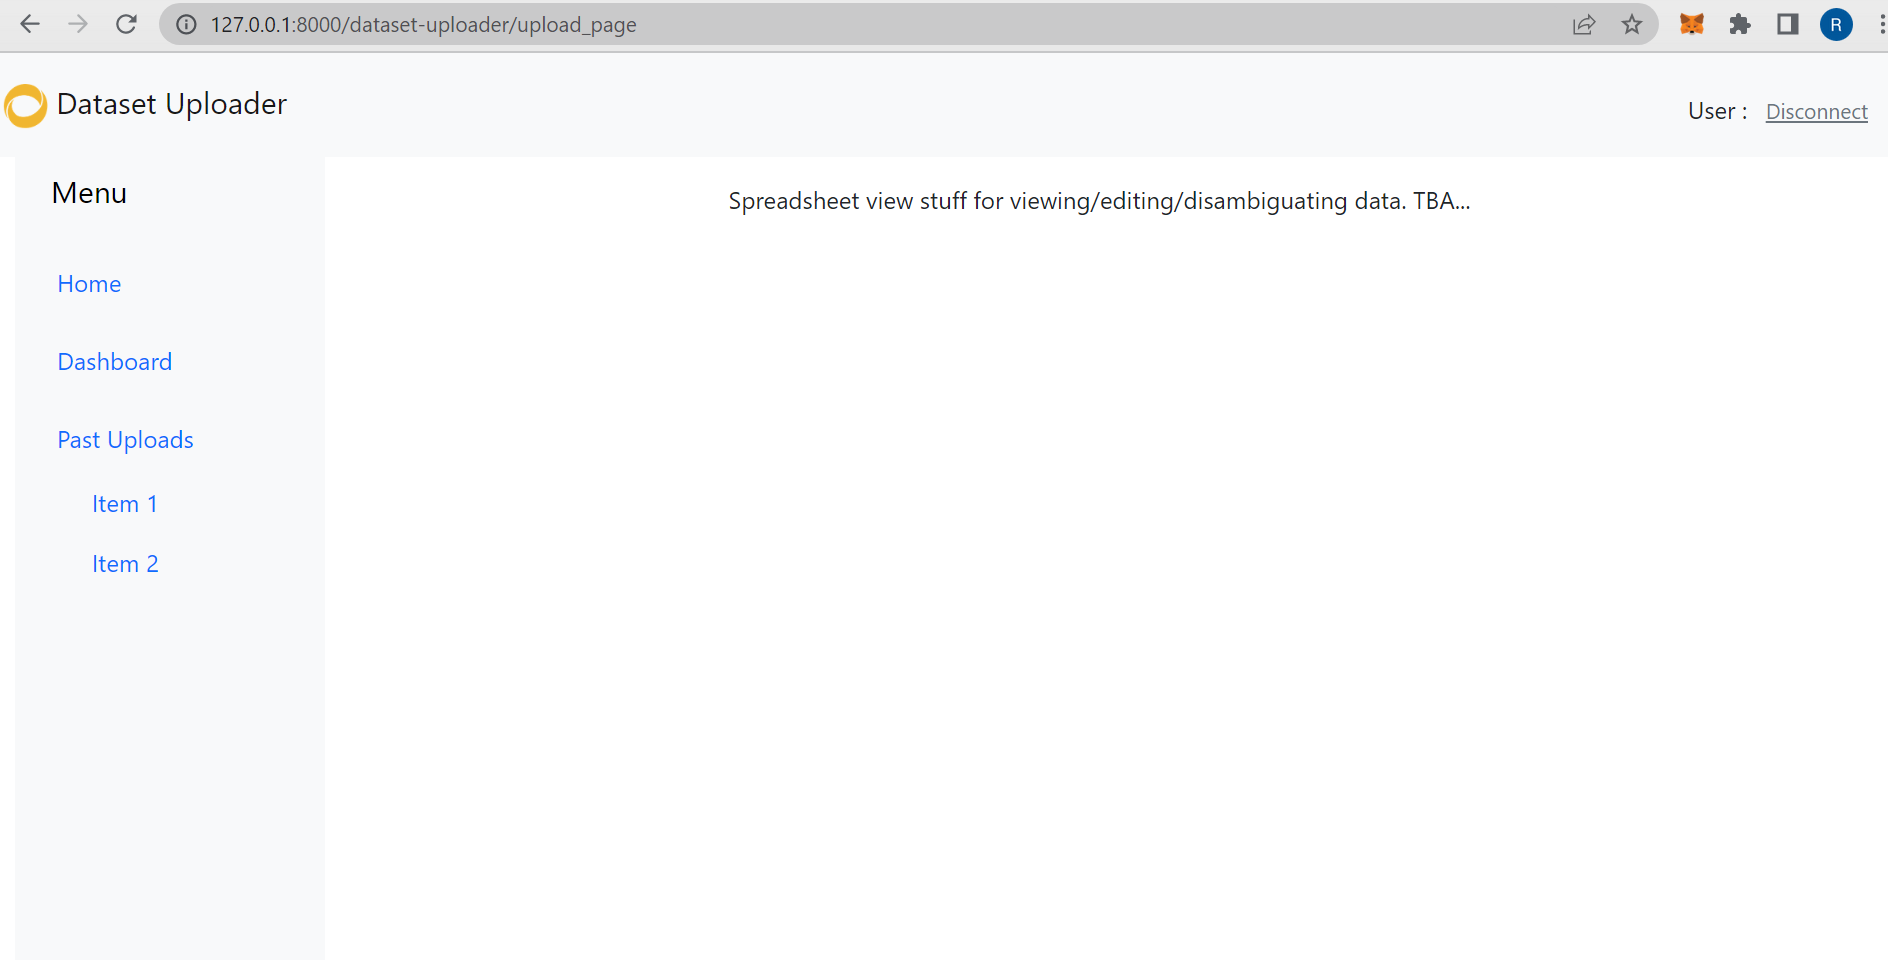 127.0.0.1:8000/dataset-uploader/upload_page
R
Dataset Uploader
User :
Disconnect
Menu
Home
Dashboard
Past Uploads
Item 1
Item 2
Spreadsheet view stuff for viewing/editing/disambiguating data. TBA...